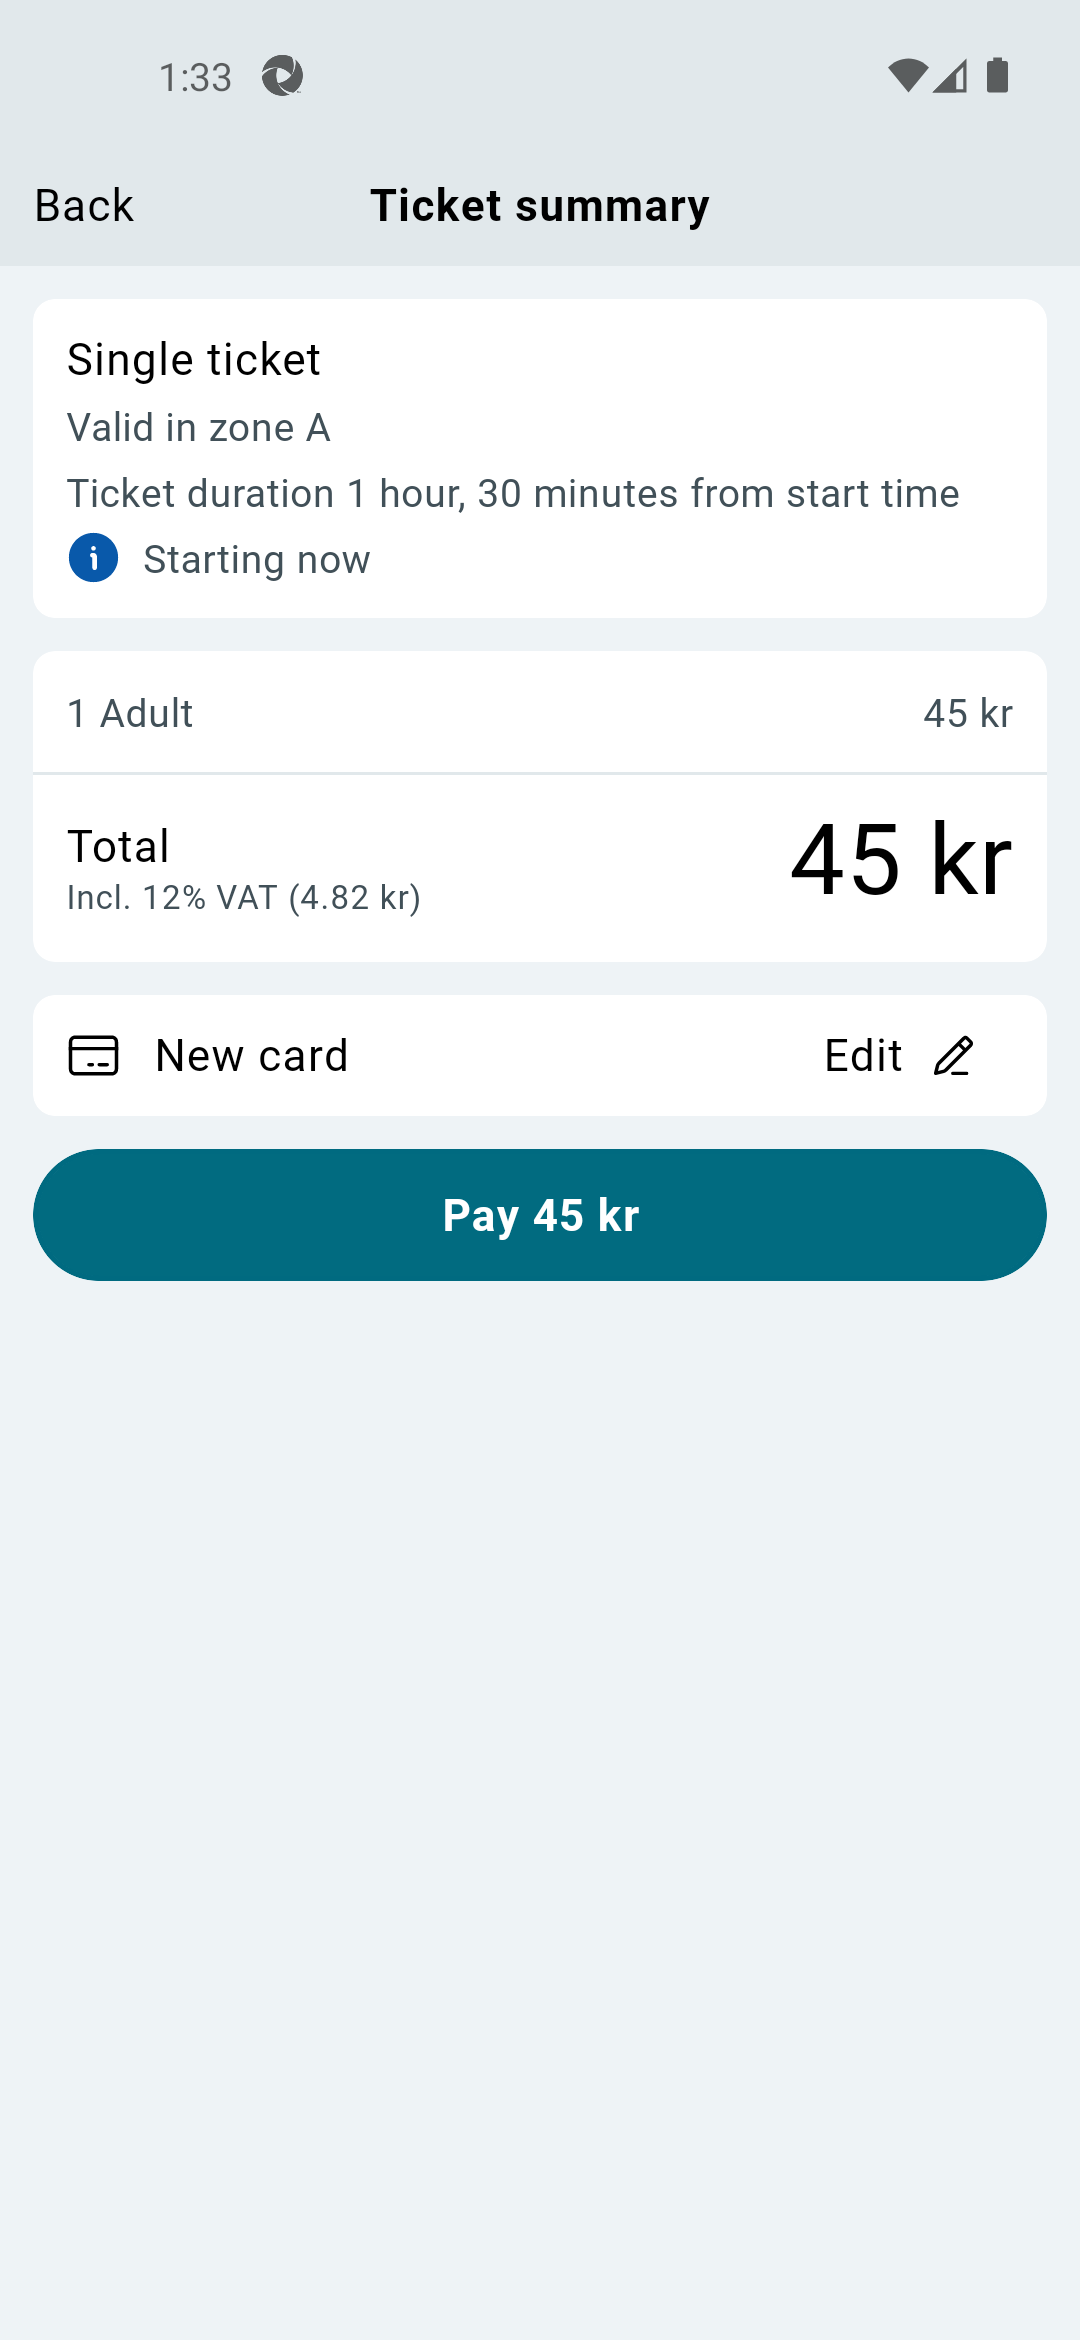 1:33
Back
Ticket summary
Single ticket
Valid in zone A
Ticket duration 1 hour, 30 minutes from start time
Starting now
1 Adult
45 kr
Total
45 kr
Incl. 12% VAT (4.82 kr)
New card
Edit
Pay 45 kr